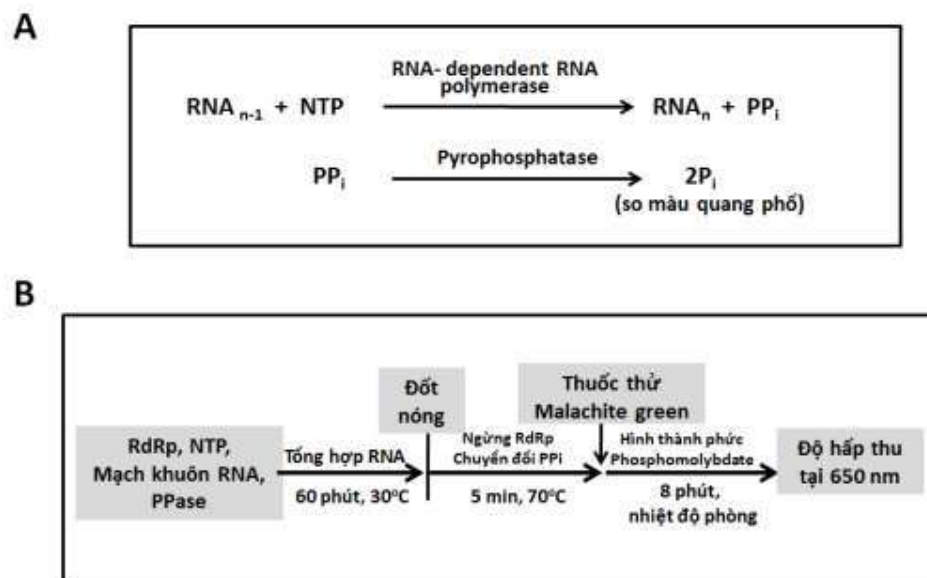 A
RNA- dependent RNA
polymerase
RNA n-1 + NTP
RNAn + PPi
Pyrophosphatase
PPi
2Pi
(so màu quang phổ)
B
RdRp, NTP,
Mạch khuôn RNA,
PPase
Tổng hợp RNA
60 phút, 30°C
Đốt
nóng
Ngừng RdRp
Chuyển đổi PPi
5 min, 70°C
Thuốc thử
Malachite green
Hình thành phức
Phosphomolybdate
8 phút,
nhiệt độ phòng
Độ hấp thu
tại 650 nm